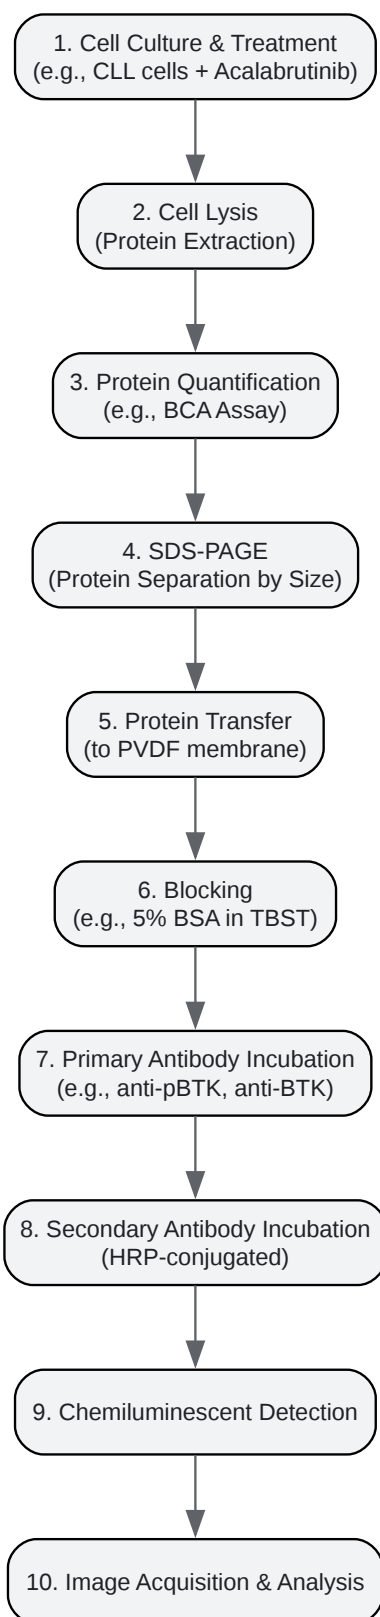 1. Cell Culture & Treatment
(e.g., CLL cells + Acalabrutinib)
2. Cell Lysis
(Protein Extraction)
3. Protein Quantification
(e.g., BCA Assay)
4. SDS-PAGE
(Protein Separation by Size)
5. Protein Transfer
(to PVDF membrane)
6. Blocking
(e.g., 5% BSA in TBST)
7. Primary Antibody Incubation
(e.g., anti-pBTK, anti-BTK)
8. Secondary Antibody Incubation
(HRP-conjugated)
9. Chemiluminescent Detection
10. Image Acquisition & Analysis